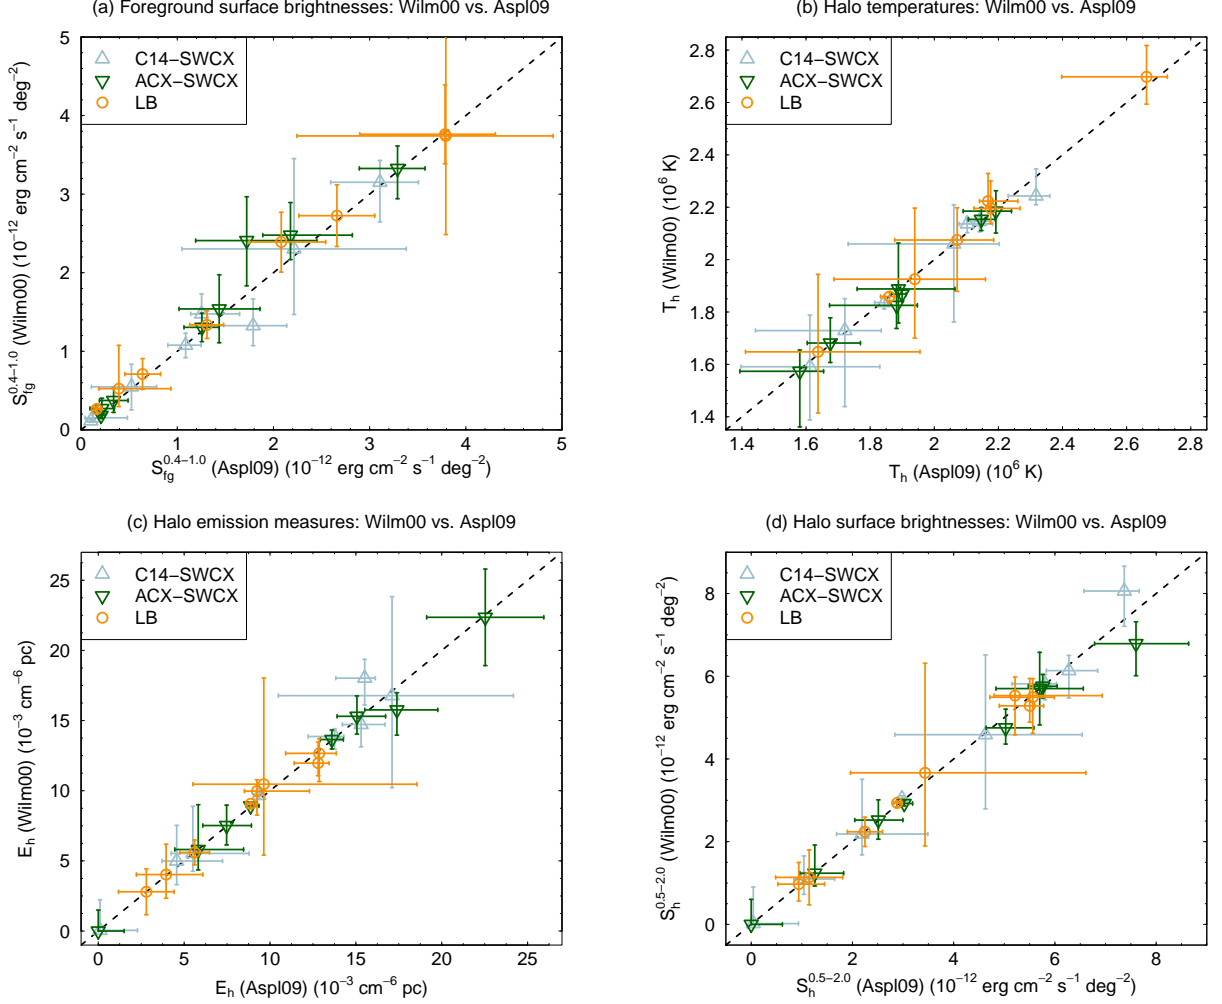 (a) Foreground surface brightnesses: Wilm00 vs. Aspl09
C14−SWCX
ACX−SWCX
LB
S_fg^0.4−1.0 (Wilm00) (10^−12 erg cm^−2 s^−1 deg^−2)
5
4
3
2
1
0
0 1 2 3 4 5
S_fg^0.4−1.0 (Aspl09) (10^−12 erg cm^−2 s^−1 deg^−2)
(b) Halo temperatures: Wilm00 vs. Aspl09
C14−SWCX
ACX−SWCX
LB
T_h (Wilm00) (10^6 K)
2.8
2.6
2.4
2.2
2
1.8
1.6
1.4
1.4 1.6 1.8 2 2.2 2.4 2.6 2.8
T_h (Aspl09) (10^6 K)
(c) Halo emission measures: Wilm00 vs. Aspl09
C14−SWCX
ACX−SWCX
LB
E_h (Wilm00) (10^−3 cm^−6 pc)
25
20
15
10
5
0
0 5 10 15 20 25
E_h (Aspl09) (10^−3 cm^−6 pc)
(d) Halo surface brightnesses: Wilm00 vs. Aspl09
C14−SWCX
ACX−SWCX
LB
S_h^0.5−2.0 (Wilm00) (10^−12 erg cm^−2 s^−1 deg^−2)
8
6
4
2
0
0 2 4 6 8
S_h^0.5−2.0 (Aspl09) (10^−12 erg cm^−2 s^−1 deg^−2)